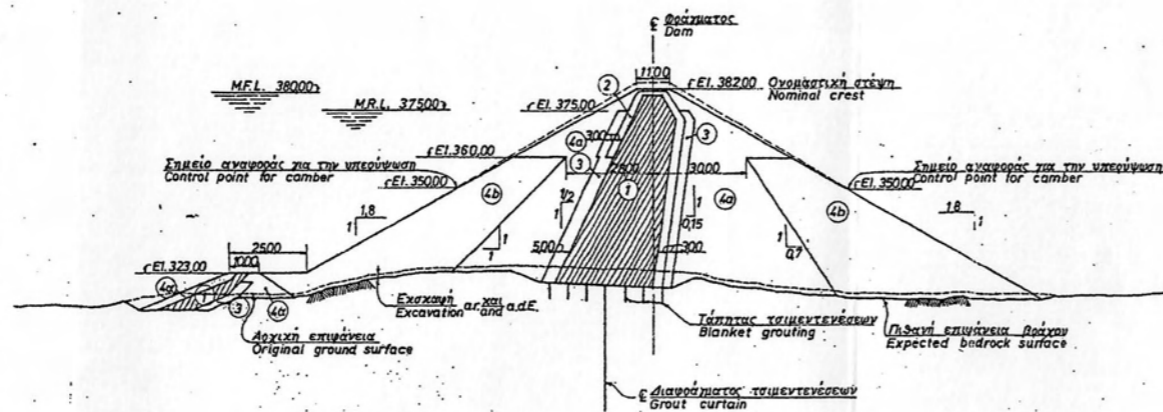 ℄ Φράγματος
Dam
11.00
M.F.L. 380,00
M.R.L. 375,00
El. 382,00
Ονομαστική στέψη
Nominal crest
El. 375,00
2
3
3,00
4a
El. 360,00
3
30,00
Σημείο αναφοράς για την υπερύψωση
Control point for camber
El. 350,00
Σημείο αναφοράς για την υπερύψωση
Control point for camber
El. 350,00
4b
1
4a
4b
1,8
1
1/2
1
0,15
1
1,8
1
1
1
0,7
1
25,00
10,00
El. 323,00
5,00
3,00
4a
1
3
4a
Εκσκαφή a.r. και a.d.E.
Excavation and
Αρχική επιφάνεια
Original ground surface
Τάπητας τσιμεντενέσεων
Blanket grouting
Πιθανή επιφάνεια βράχου
Expected bedrock surface
℄ Διαφράγματος τσιμεντενέσεων
Grout curtain